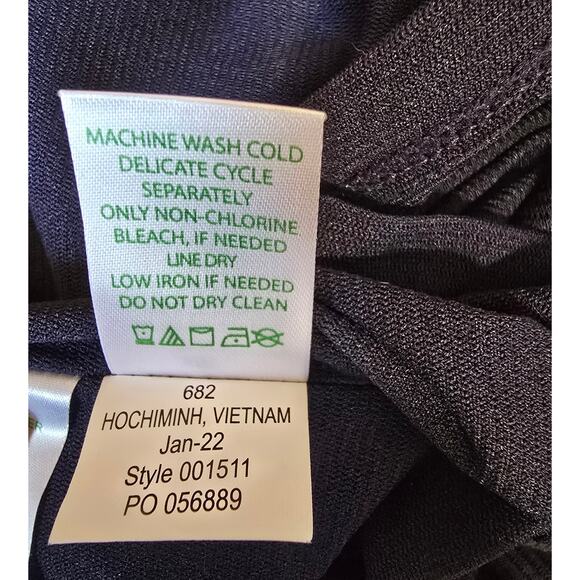 MACHINE WASH COLD
DELICATE CYCLE
SEPARATELY
ONLY NON-CHLORINE
BLEACH, IF NEEDED
LINE DRY
LOW IRON IF NEEDED
DO NOT DRY CLEAN
682
HOCHIMINH, VIETNAM
Jan-22
Style 001511
PO 056889